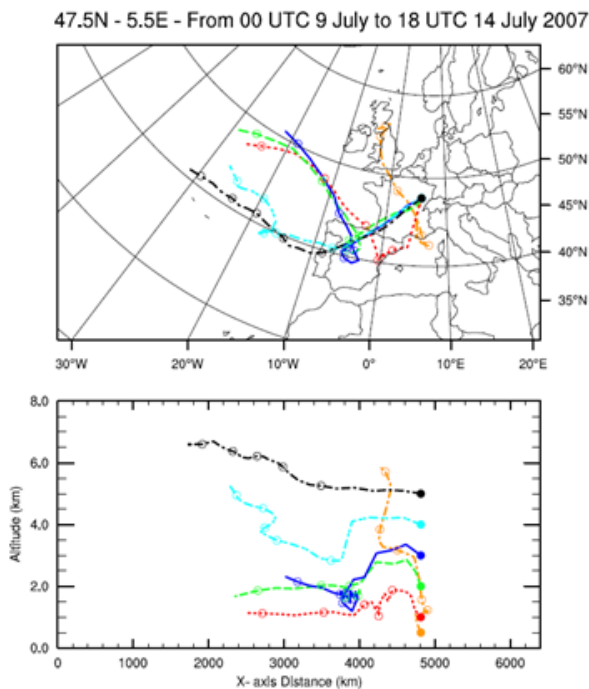 47.5N - 5.5E - From 00 UTC 9 July to 18 UTC 14 July 2007
60°N
55°N
50°N
45°N
40°N
35°N
30°W 20°W 10°W 0° 10°E 20°E
8.0
6.0
4.0
2.0
0.0
Altitude (km)
0 1000 2000 3000 4000 5000 6000
X- axis Distance (km)